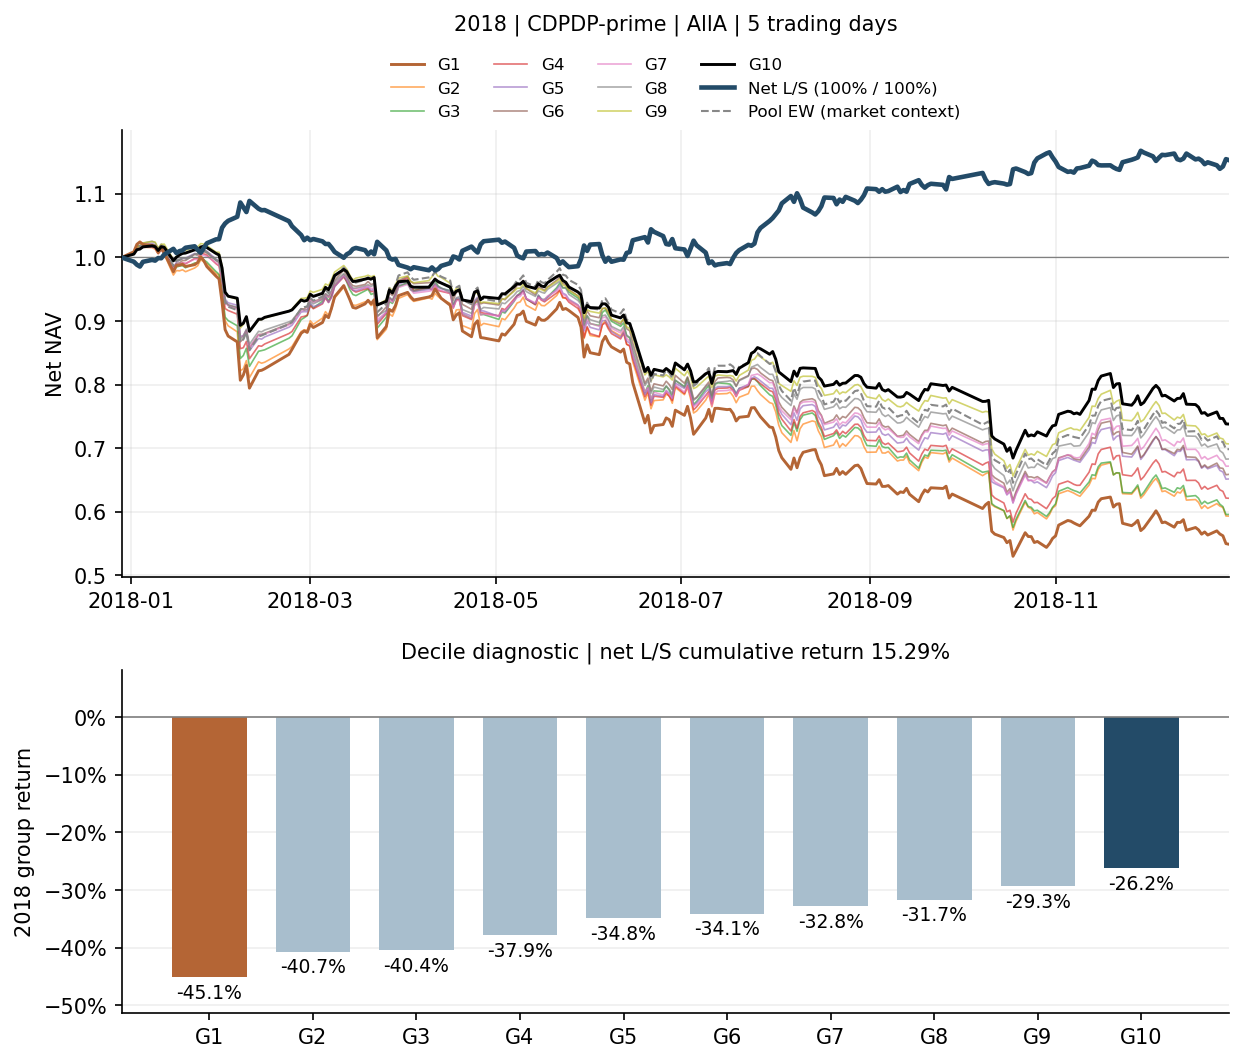 2018 | CDPDP-prime | AllA | 5 trading days
G1 G4 G7 G10
G2 G5 G8 Net L/S (100% / 100%)
G3 G6 G9 Pool EW (market context)
Net NAV
1.1
1.0
0.9
0.8
0.7
0.6
0.5
2018-01 2018-03 2018-05 2018-07 2018-09 2018-11
Decile diagnostic | net L/S cumulative return 15.29%
2018 group return
0%
−10%
−20%
−30%
−40%
−50%
-45.1% -40.7% -40.4% -37.9% -34.8% -34.1% -32.8% -31.7% -29.3% -26.2%
G1 G2 G3 G4 G5 G6 G7 G8 G9 G10